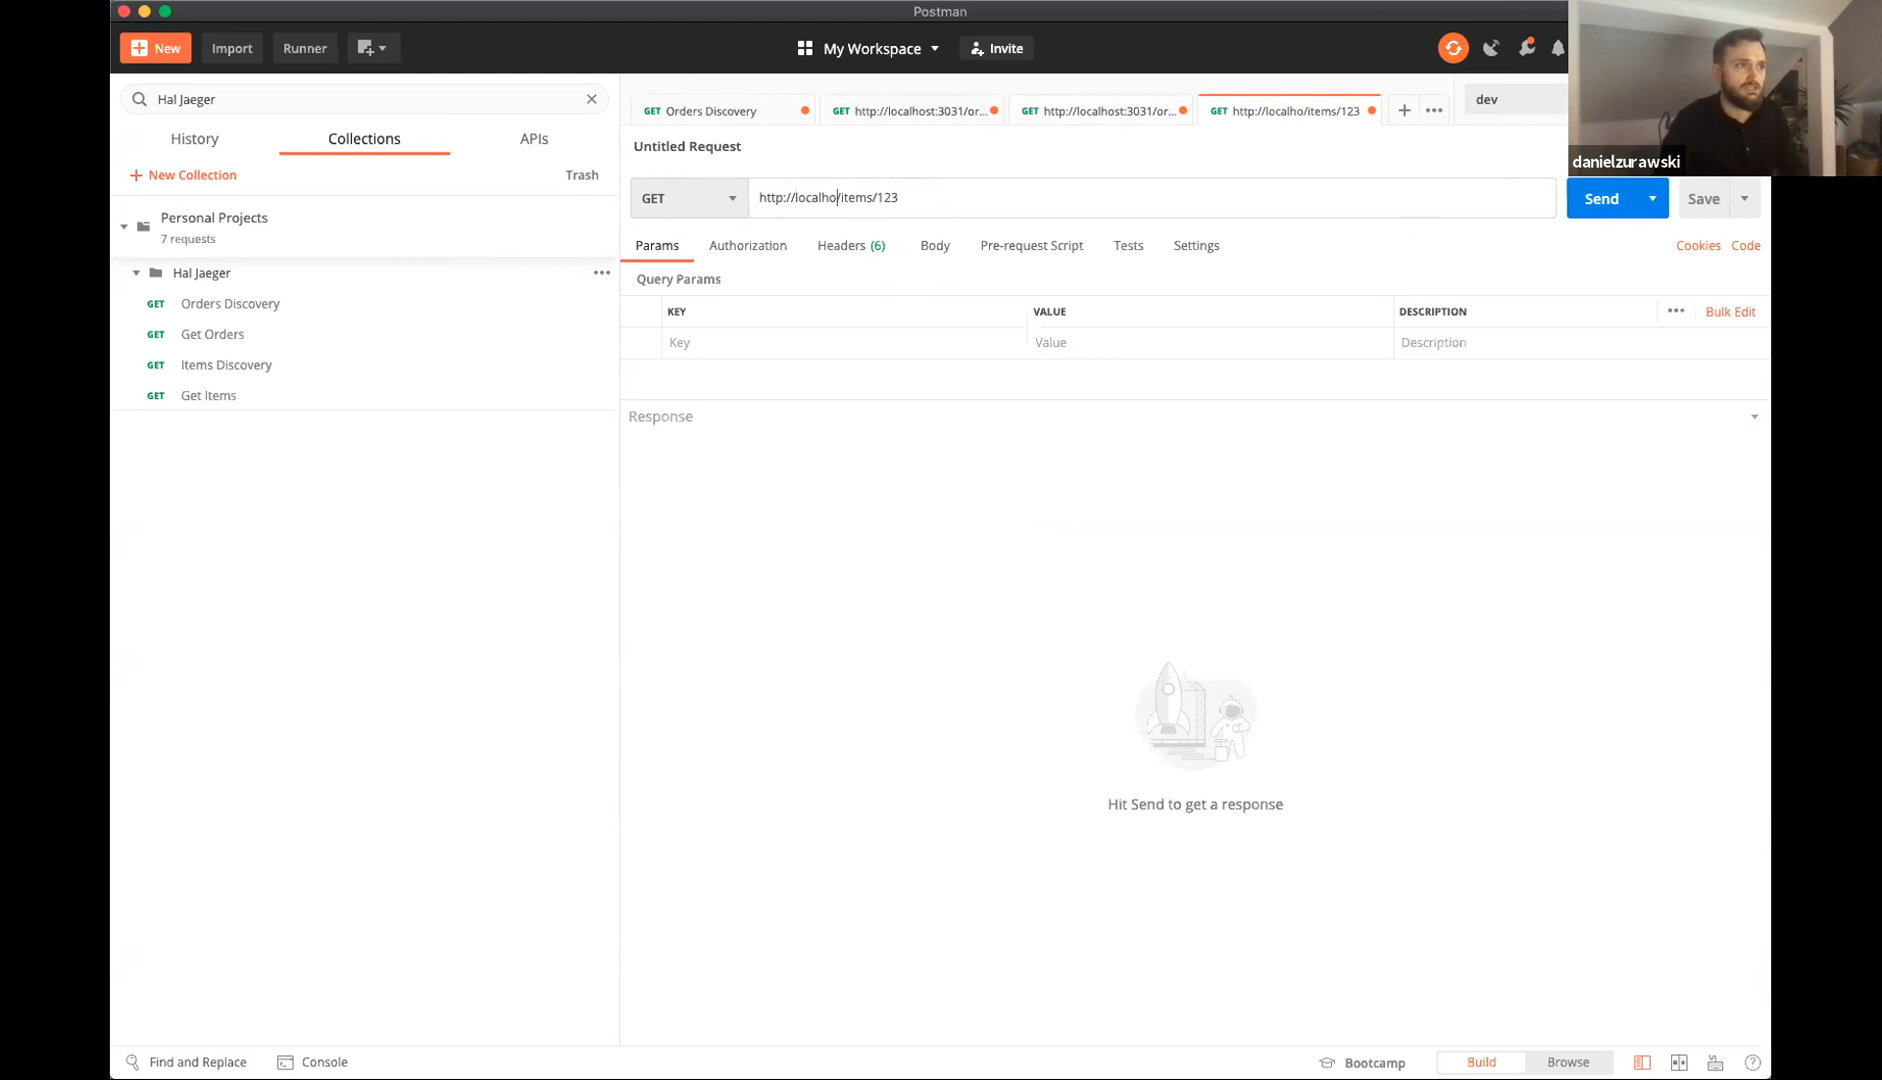 Postman
New Import Runner My Workspace Invite
danielzurawski
Hal Jaeger
History Collections APIs
New Collection Trash
Personal Projects
7 requests
Hal Jaeger
GET Orders Discovery
GET Get Orders
GET Items Discovery
GET Get Items
GET Orders Discovery GET http://localhost:3031/or... GET http://localhost:3031/or... GET http://localho/items/123 dev
Untitled Request
GET http://localho/items/123 Send Save
Params Authorization Headers (6) Body Pre-request Script Tests Settings Cookies Code
Query Params
KEY VALUE DESCRIPTION Bulk Edit
Key Value Description
Response
Hit Send to get a response
Find and Replace Console Bootcamp Build Browse